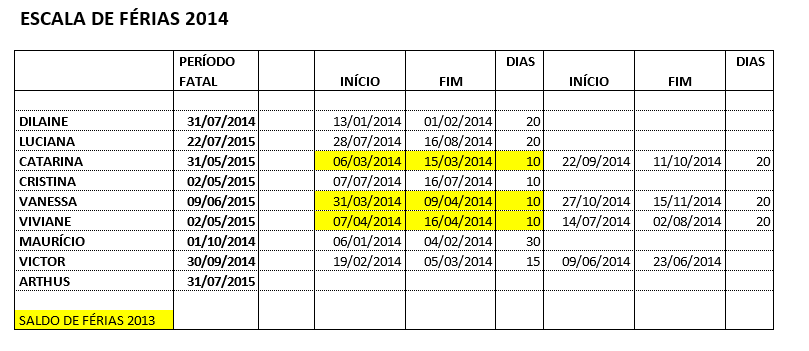 ESCALA DE FÉRIAS 2014
PERÍODO FATAL INÍCIO FIM DIAS INÍCIO FIM DIAS
DILAINE 31/07/2014 13/01/2014 01/02/2014 20
LUCIANA 22/07/2015 28/07/2014 16/08/2014 20
CATARINA 31/05/2015 06/03/2014 15/03/2014 10 22/09/2014 11/10/2014 20
CRISTINA 02/05/2015 07/07/2014 16/07/2014 10
VANESSA 09/06/2015 31/03/2014 09/04/2014 10 27/10/2014 15/11/2014 20
VIVIANE 02/05/2015 07/04/2014 16/04/2014 10 14/07/2014 02/08/2014 20
MAURÍCIO 01/10/2014 06/01/2014 04/02/2014 30
VICTOR 30/09/2014 19/02/2014 05/03/2014 15 09/06/2014 23/06/2014
ARTHUS 31/07/2015
SALDO DE FÉRIAS 2013